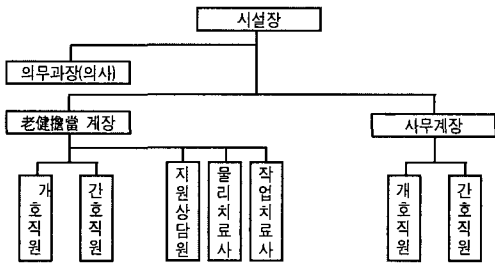 시설장
의무과장(의사)
老健擔當 계장
사무계장
개호직원
간호직원
지원상담원
물리치료사
작업치료사
개호직원
간호직원